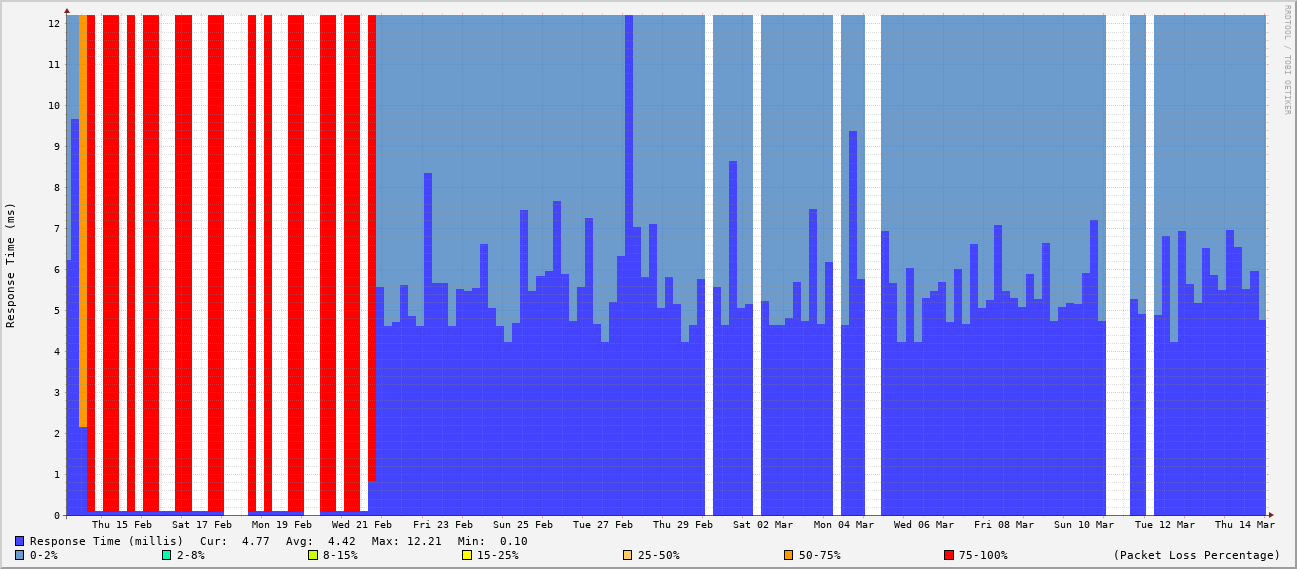 RRDTOOL / TOBI OETIKER
Response Time (ms)
12
11
10
9
8
7
6
5
4
3
2
1
0
Thu 15 Feb Sat 17 Feb Mon 19 Feb Wed 21 Feb Fri 23 Feb Sun 25 Feb Tue 27 Feb Thu 29 Feb Sat 02 Mar Mon 04 Mar Wed 06 Mar Fri 08 Mar Sun 10 Mar Tue 12 Mar Thu 14 Mar
Response Time (millis) Cur: 4.77 Avg: 4.42 Max: 12.21 Min: 0.10
0-2% 2-8% 8-15% 15-25% 25-50% 50-75% 75-100% (Packet Loss Percentage)